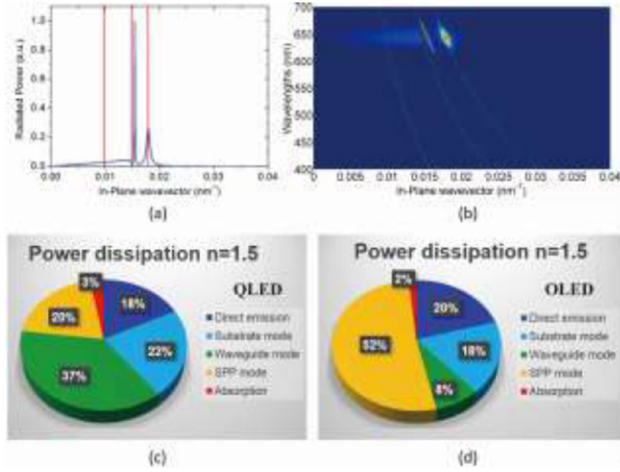 1.0
0.8
0.6
0.4
0.2
0.0
Radiated Power (a.u.)
0.00 0.01 0.02 0.03 0.04
In-Plane wavevector (nm⁻¹)
(a)
700
650
600
550
500
450
400
Wavelengths (nm)
0 0.005 0.01 0.015 0.02 0.025 0.03 0.035 0.04
In-Plane wavevector (nm⁻¹)
(b)
Power dissipation n=1.5
QLED
3%
18%
20%
22%
37%
Direct emission
Substrate mode
Waveguide mode
SPP mode
Absorption
(c)
Power dissipation n=1.5
OLED
2%
20%
52%
18%
8%
Direct emission
Substrate mode
Waveguide mode
SPP mode
Absorption
(d)